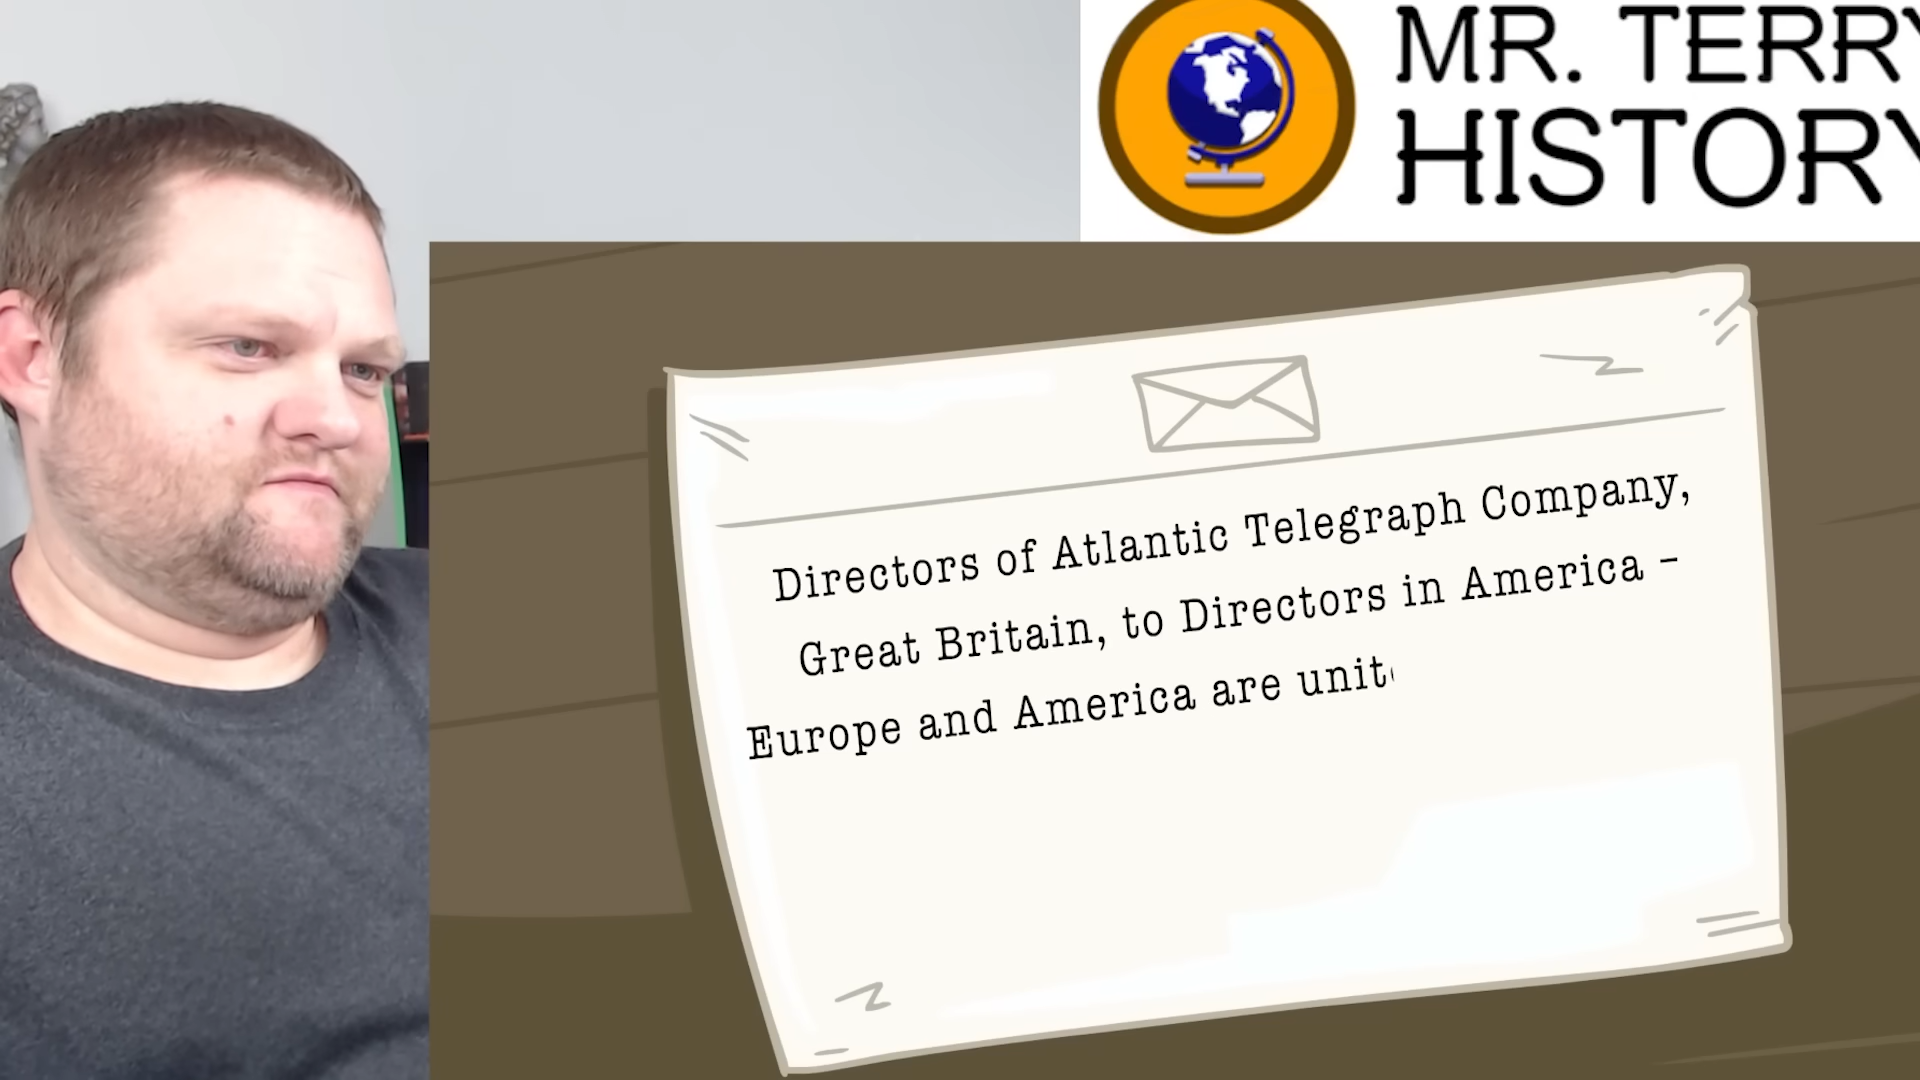 MR. TERRY
HISTORY
Directors of Atlantic Telegraph Company,
Great Britain, to Directors in America –
Europe and America are unit